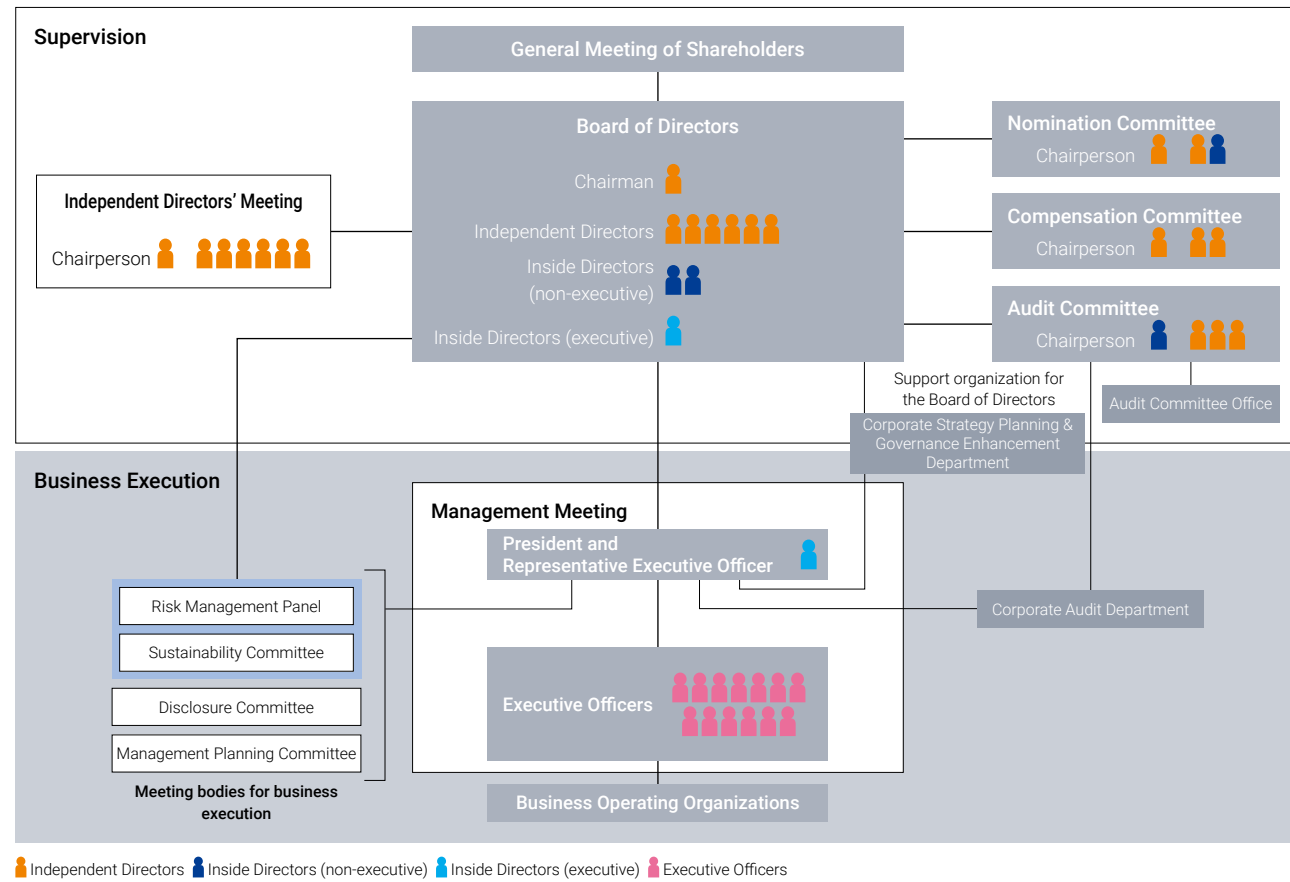 Supervision
General Meeting of Shareholders
Board of Directors
Chairman
Independent Directors
Inside Directors
(non-executive)
Inside Directors (executive)
Independent Directors’ Meeting
Chairperson
Nomination Committee
Chairperson
Compensation Committee
Chairperson
Audit Committee
Chairperson
Support organization for
the Board of Directors
Audit Committee Office
Corporate Strategy Planning &
Governance Enhancement
Department
Business Execution
Management Meeting
President and
Representative Executive Officer
Risk Management Panel
Sustainability Committee
Disclosure Committee
Management Planning Committee
Meeting bodies for business
execution
Corporate Audit Department
Executive Officers
Business Operating Organizations
Independent Directors Inside Directors (non-executive) Inside Directors (executive) Executive Officers